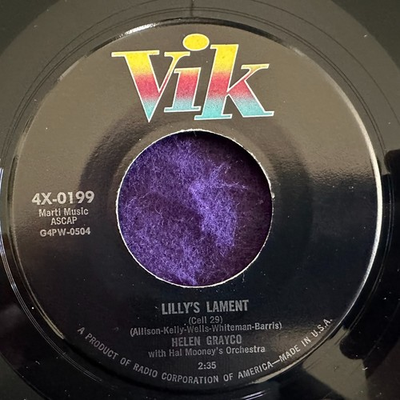 Vik
4X-0199
Marti Music
ASCAP
G4PW-0504
LILLY'S LAMENT
(Cell 29)
(Allison-Kelly-Wells-Whiteman-Barris)
HELEN GRAYCO
with Hal Mooney's Orchestra
2:35
A PRODUCT OF RADIO CORPORATION OF AMERICA—MADE IN U.S.A.